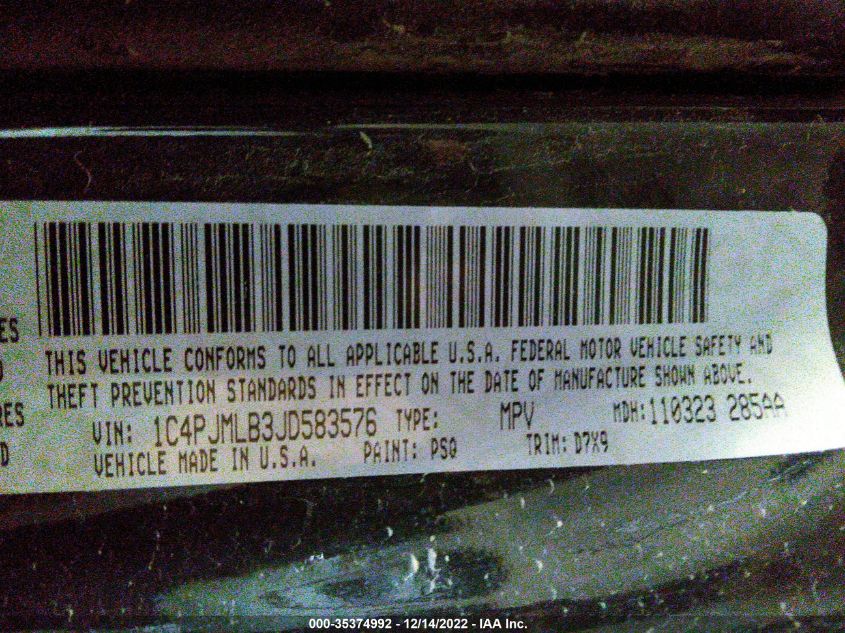 ES
THIS VEHICLE CONFORMS TO ALL APPLICABLE U.S.A. FEDERAL MOTOR VEHICLE SAFETY AND
THEFT PREVENTION STANDARDS IN EFFECT ON THE DATE OF MANUFACTURE SHOWN ABOVE.
RES
D
VIN: 1C4PJMLB3JD583576 TYPE: MPV MDH: 110323 285AA
VEHICLE MADE IN U.S.A. PAINT: PSQ TRIM: D7X9
000-35374992 - 12/14/2022 - IAA Inc.